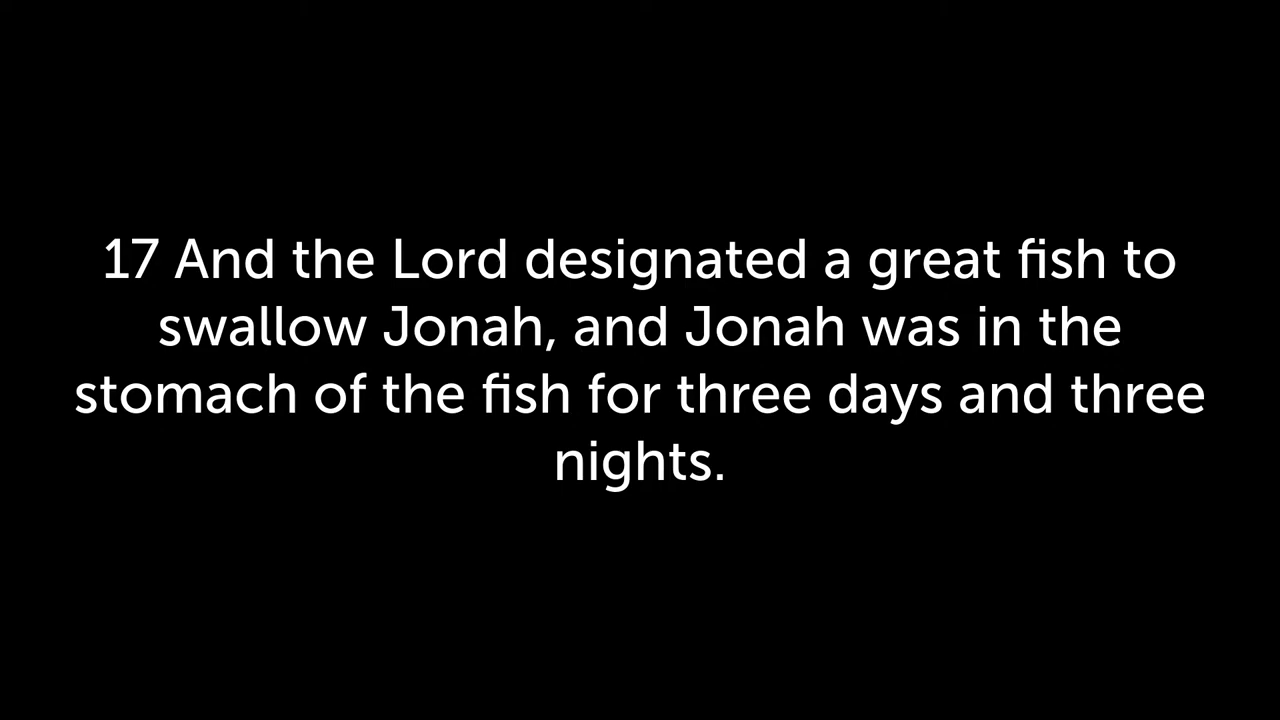 17 And the Lord designated a great fish to
swallow Jonah, and Jonah was in the
stomach of the fish for three days and three
nights.